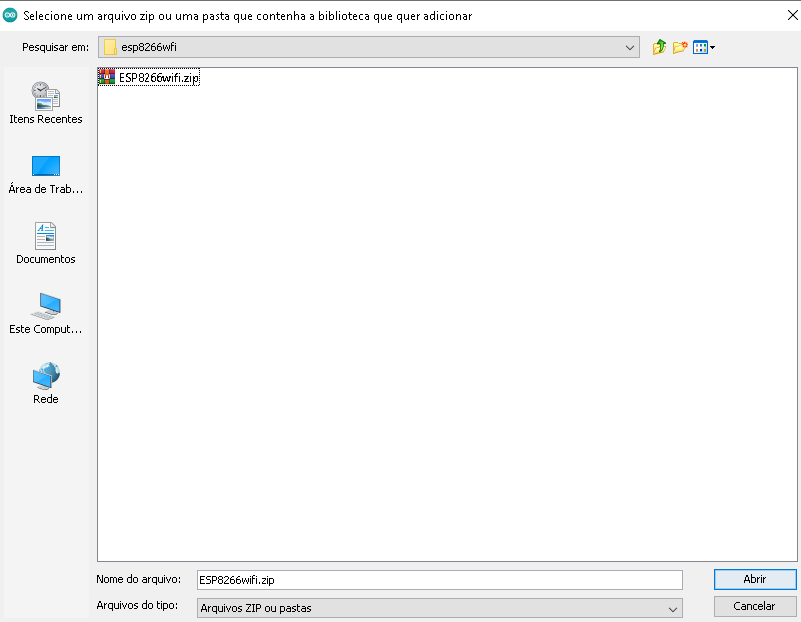 Selecione um arquivo zip ou uma pasta que contenha a biblioteca que quer adicionar
Pesquisar em: esp8266wfi
ESP8266wifi.zip
Itens Recentes
Área de Trab...
Documentos
Este Comput...
Rede
Nome do arquivo: ESP8266wifi.zip Abrir
Arquivos do tipo: Arquivos ZIP ou pastas Cancelar